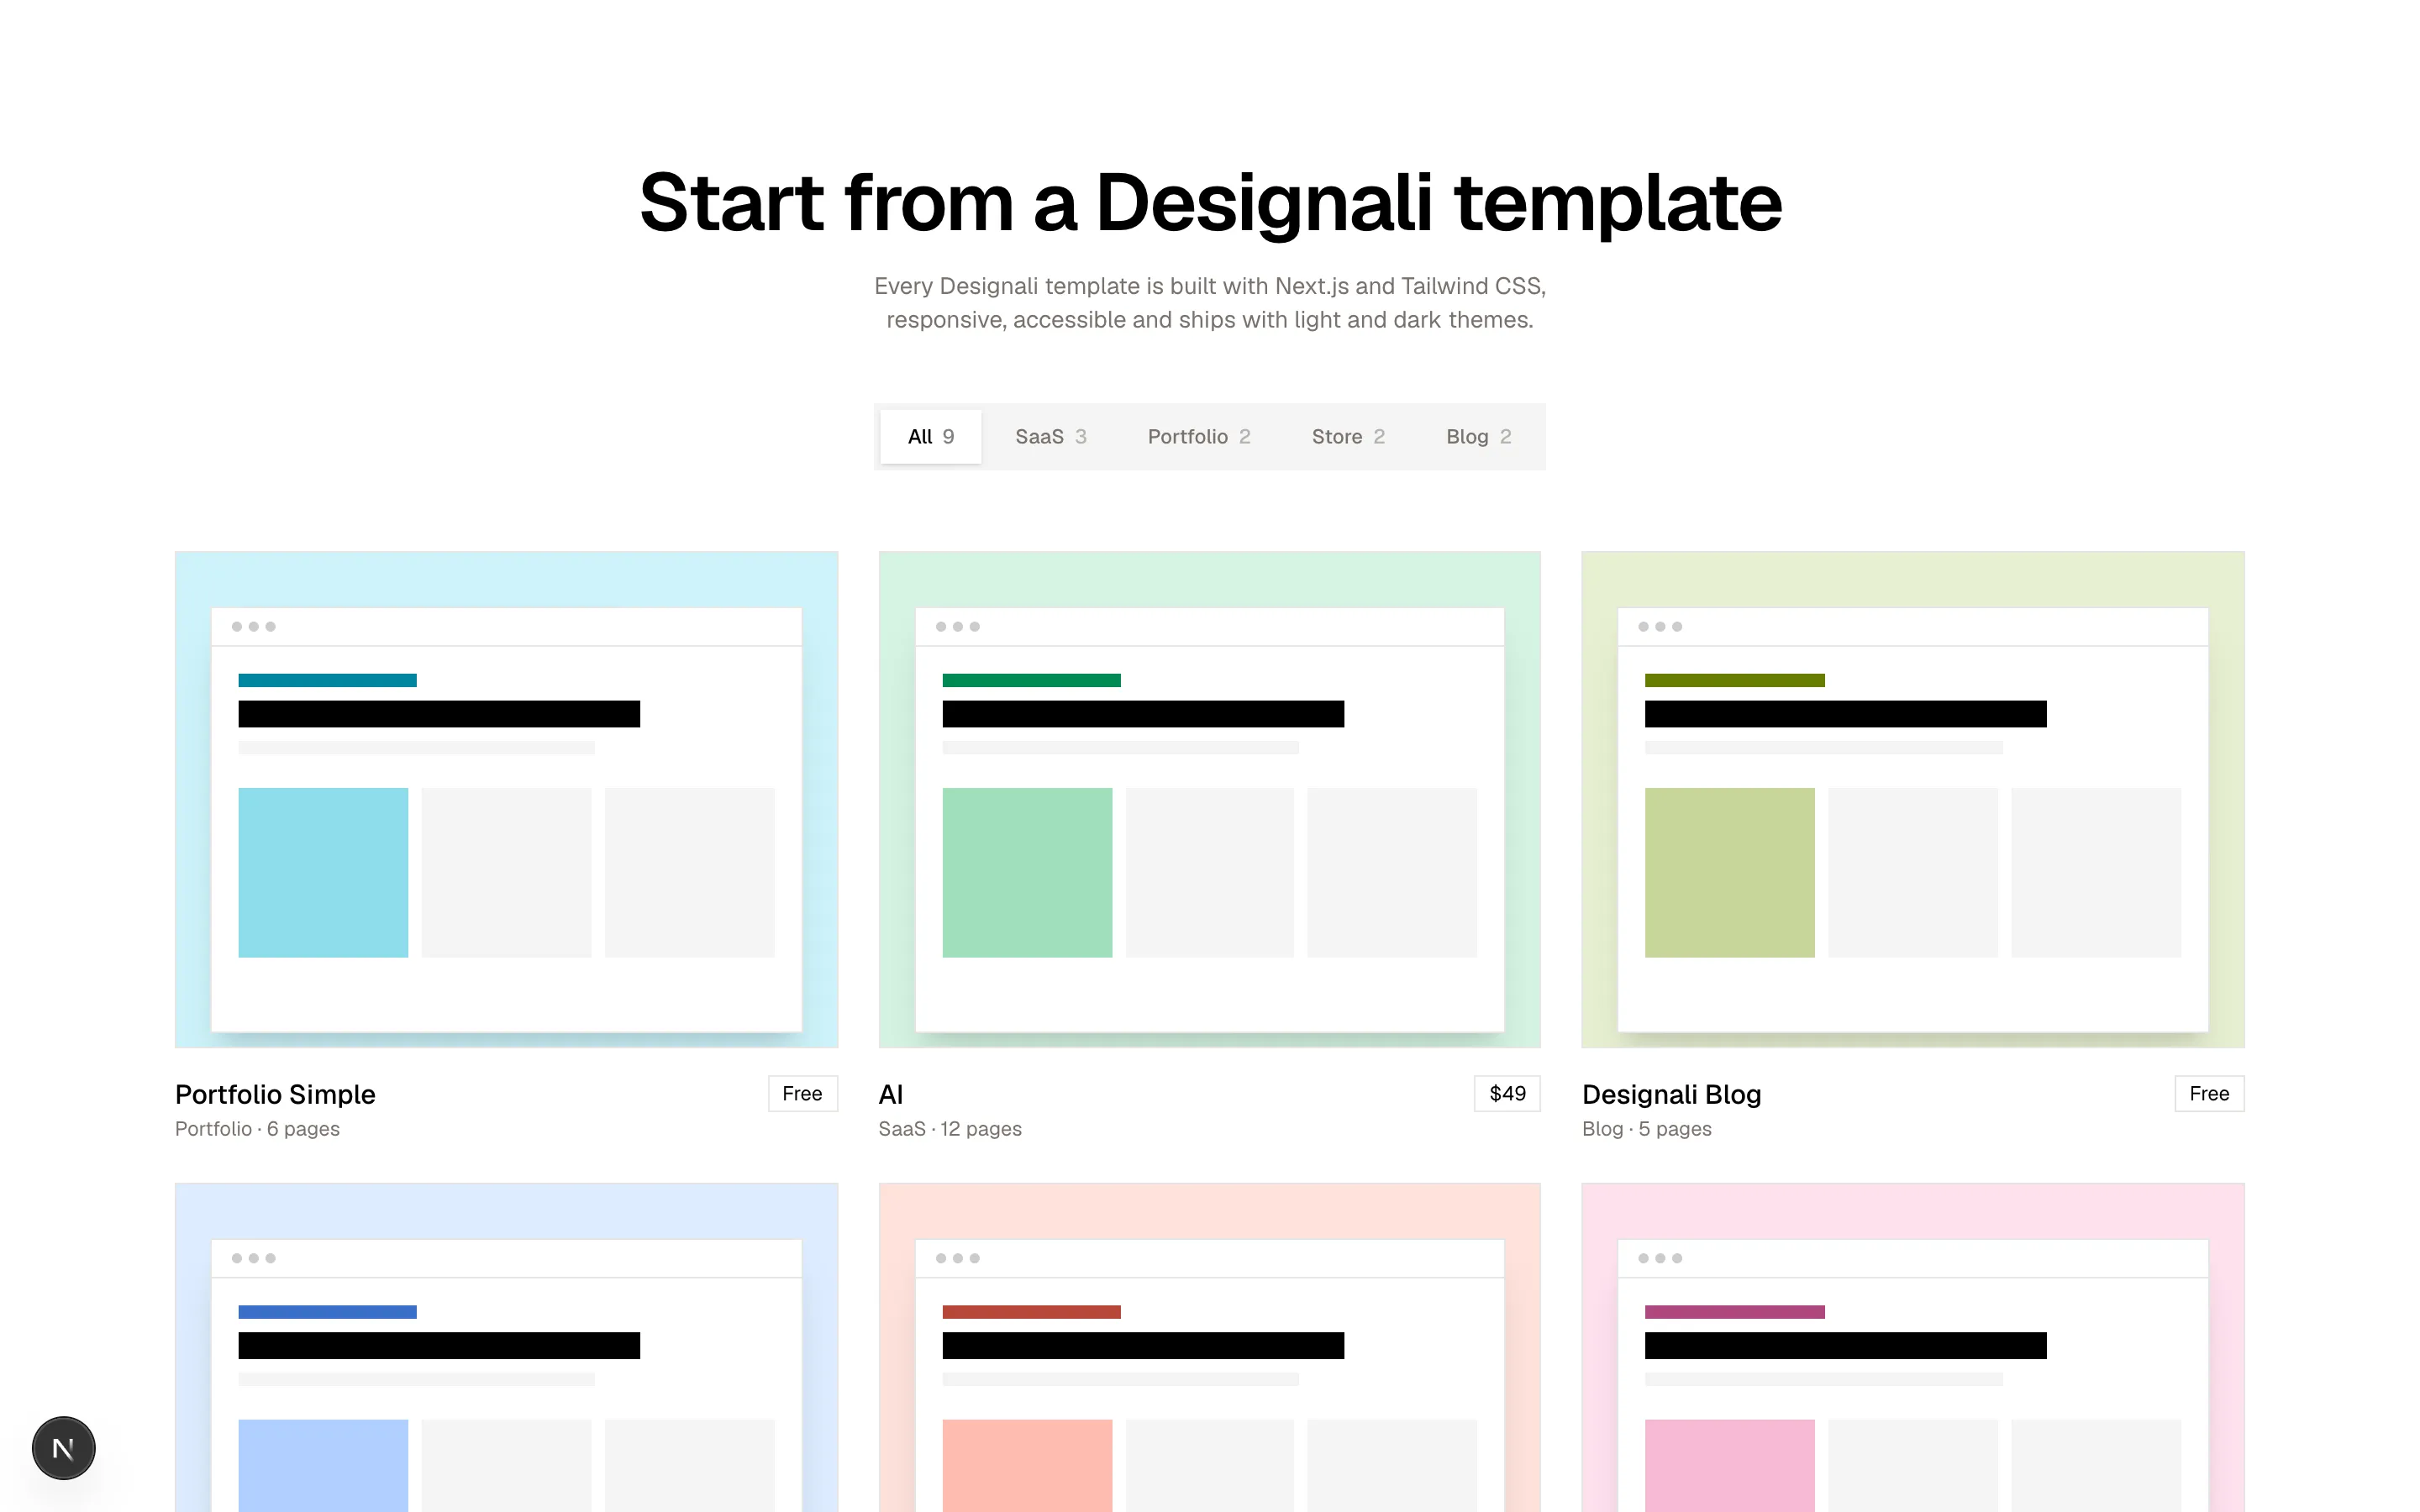 Start from a Designali template
Every Designali template is built with Next.js and Tailwind CSS,
responsive, accessible and ships with light and dark themes.
All 9 SaaS 3 Portfolio 2 Store 2 Blog 2
Portfolio Simple Free
Portfolio · 6 pages
AI $49
SaaS · 12 pages
Designali Blog Free
Blog · 5 pages
N